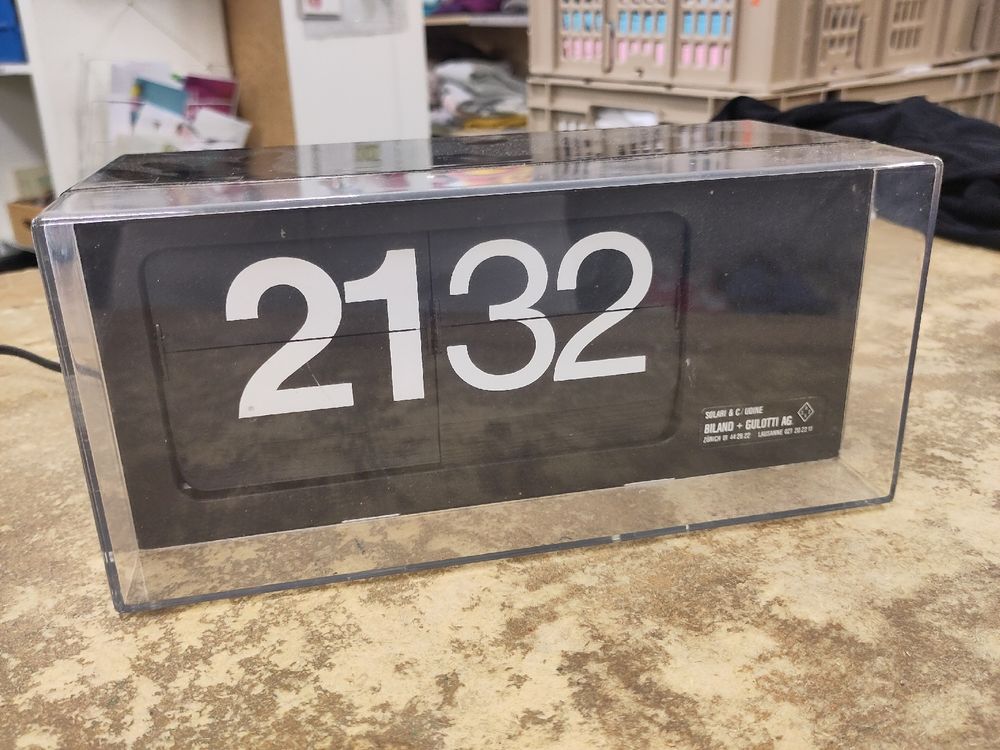 2132
SOLARI & C/UDINE
BILAND + GULOTTI AG.
ZÜRICH 01 44 26 22 LAUSANNE 021 20 22 11